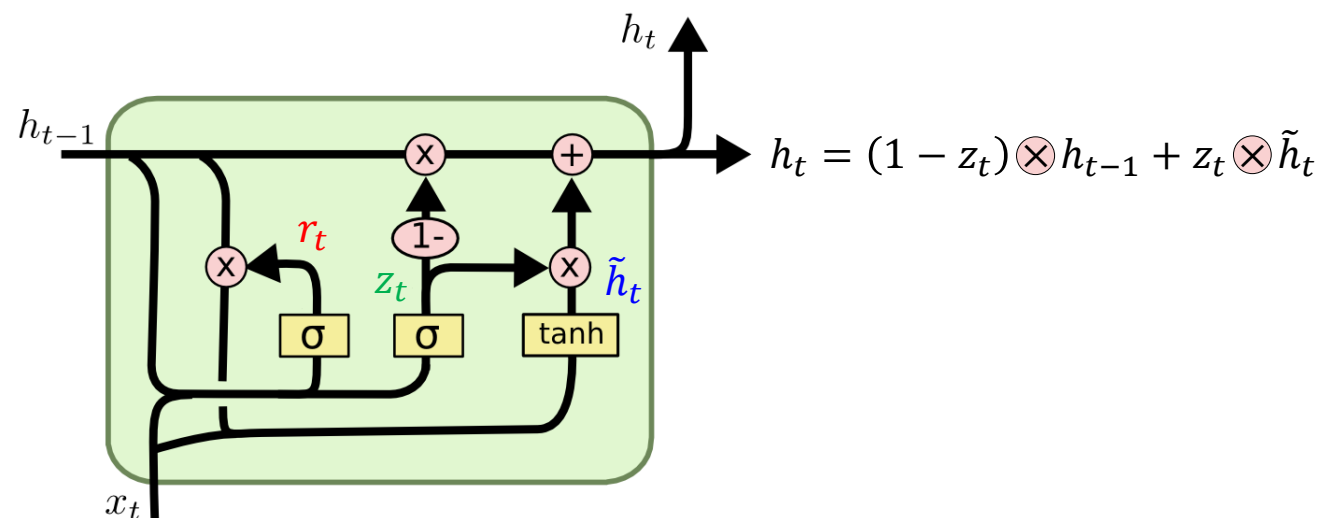 h_t
h_{t−1}
h_t = (1 − z_t) ⊗ h_{t−1} + z_t ⊗ h̃_t
x +
r_t 1-
x z_t x h̃_t
σ σ tanh
x_t